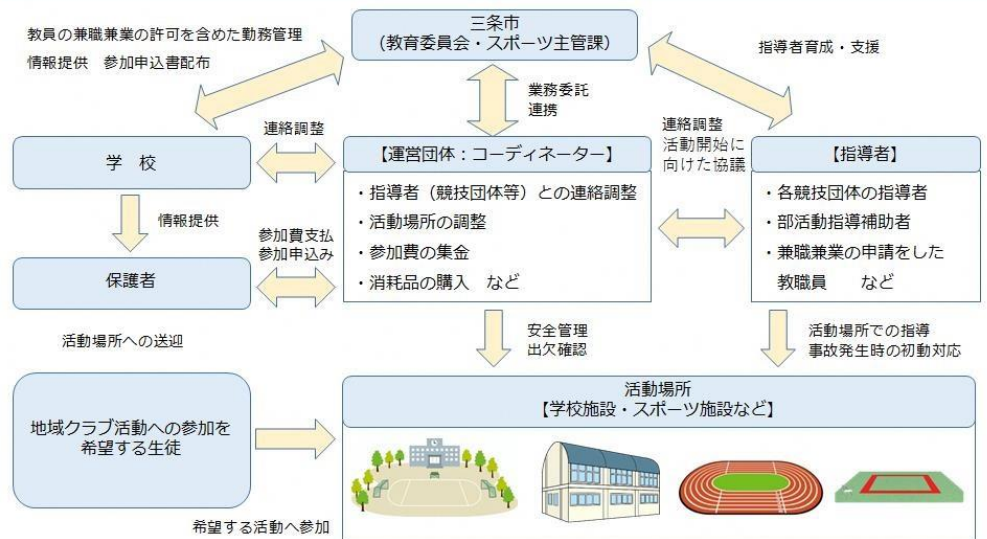 三条市
(教育委員会・スポーツ主管課)
教員の兼職兼業の許可を含めた勤務管理
情報提供 参加申込書配布
指導者育成・支援
業務委託
連携
連絡調整
連絡調整
活動開始に
向けた協議
学 校
【運営団体:コーディネーター】
・指導者(競技団体等)との連絡調整
・活動場所の調整
・参加費の集金
・消耗品の購入 など
【指導者】
・各競技団体の指導者
・部活動指導補助者
・兼職兼業の申請をした
教職員 など
情報提供
参加費支払
参加申込み
保護者
活動場所への送迎
安全管理
出欠確認
活動場所での指導
事故発生時の初動対応
地域クラブ活動への参加を
希望する生徒
活動場所
【学校施設・スポーツ施設など】
希望する活動へ参加